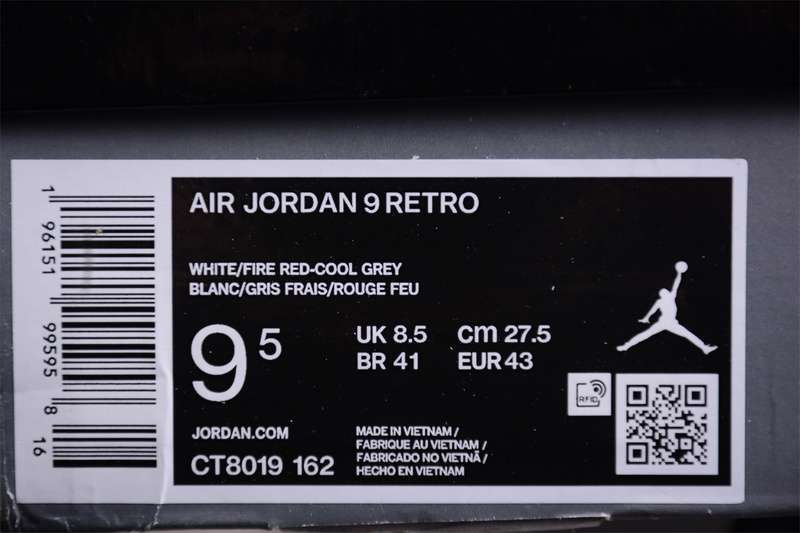 AIR JORDAN 9 RETRO
WHITE/FIRE RED-COOL GREY
BLANC/GRIS FRAIS/ROUGE FEU
9 5
UK 8.5 cm 27.5
BR 41 EUR 43
RFID
JORDAN.COM
CT8019 162
MADE IN VIETNAM /
FABRIQUE AU VIETNAM /
FABRICADO NO VIETNÃ /
HECHO EN VIETNAM
1 96151 99595 8 16